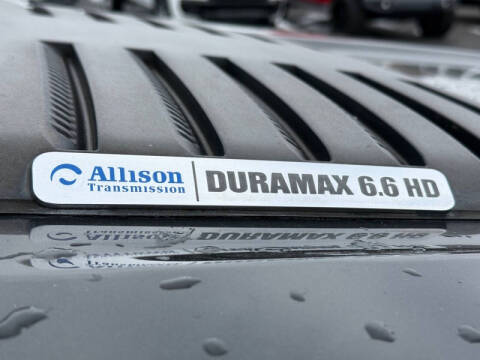 Allison
Transmission
DURAMAX 6.6 HD